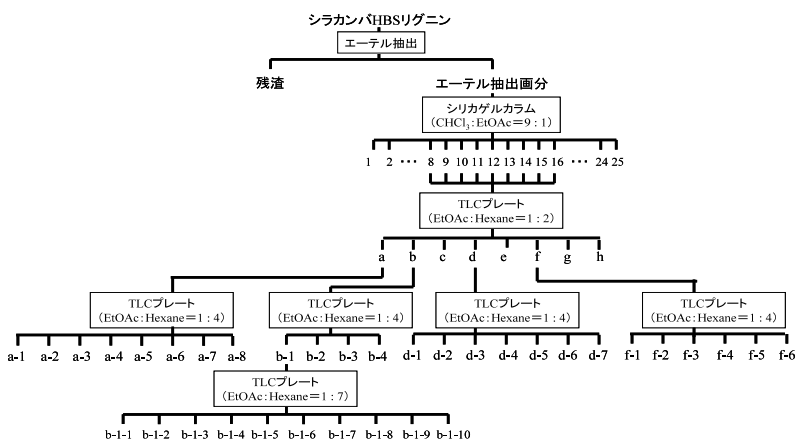 シラカンバHBSリグニン
エーテル抽出
残渣 エーテル抽出画分
シリカゲルカラム
(CHCl3:EtOAc=9:1)
1 2 ··· 8 9 10 11 12 13 14 15 16 ··· 24 25
TLCプレート
(EtOAc:Hexane=1:2)
a b c d e f g h
TLCプレート TLCプレート TLCプレート TLCプレート
(EtOAc:Hexane=1:4) (EtOAc:Hexane=1:4) (EtOAc:Hexane=1:4) (EtOAc:Hexane=1:4)
a-1 a-2 a-3 a-4 a-5 a-6 a-7 a-8 b-1 b-2 b-3 b-4 d-1 d-2 d-3 d-4 d-5 d-6 d-7 f-1 f-2 f-3 f-4 f-5 f-6
TLCプレート
(EtOAc:Hexane=1:7)
b-1-1 b-1-2 b-1-3 b-1-4 b-1-5 b-1-6 b-1-7 b-1-8 b-1-9 b-1-10